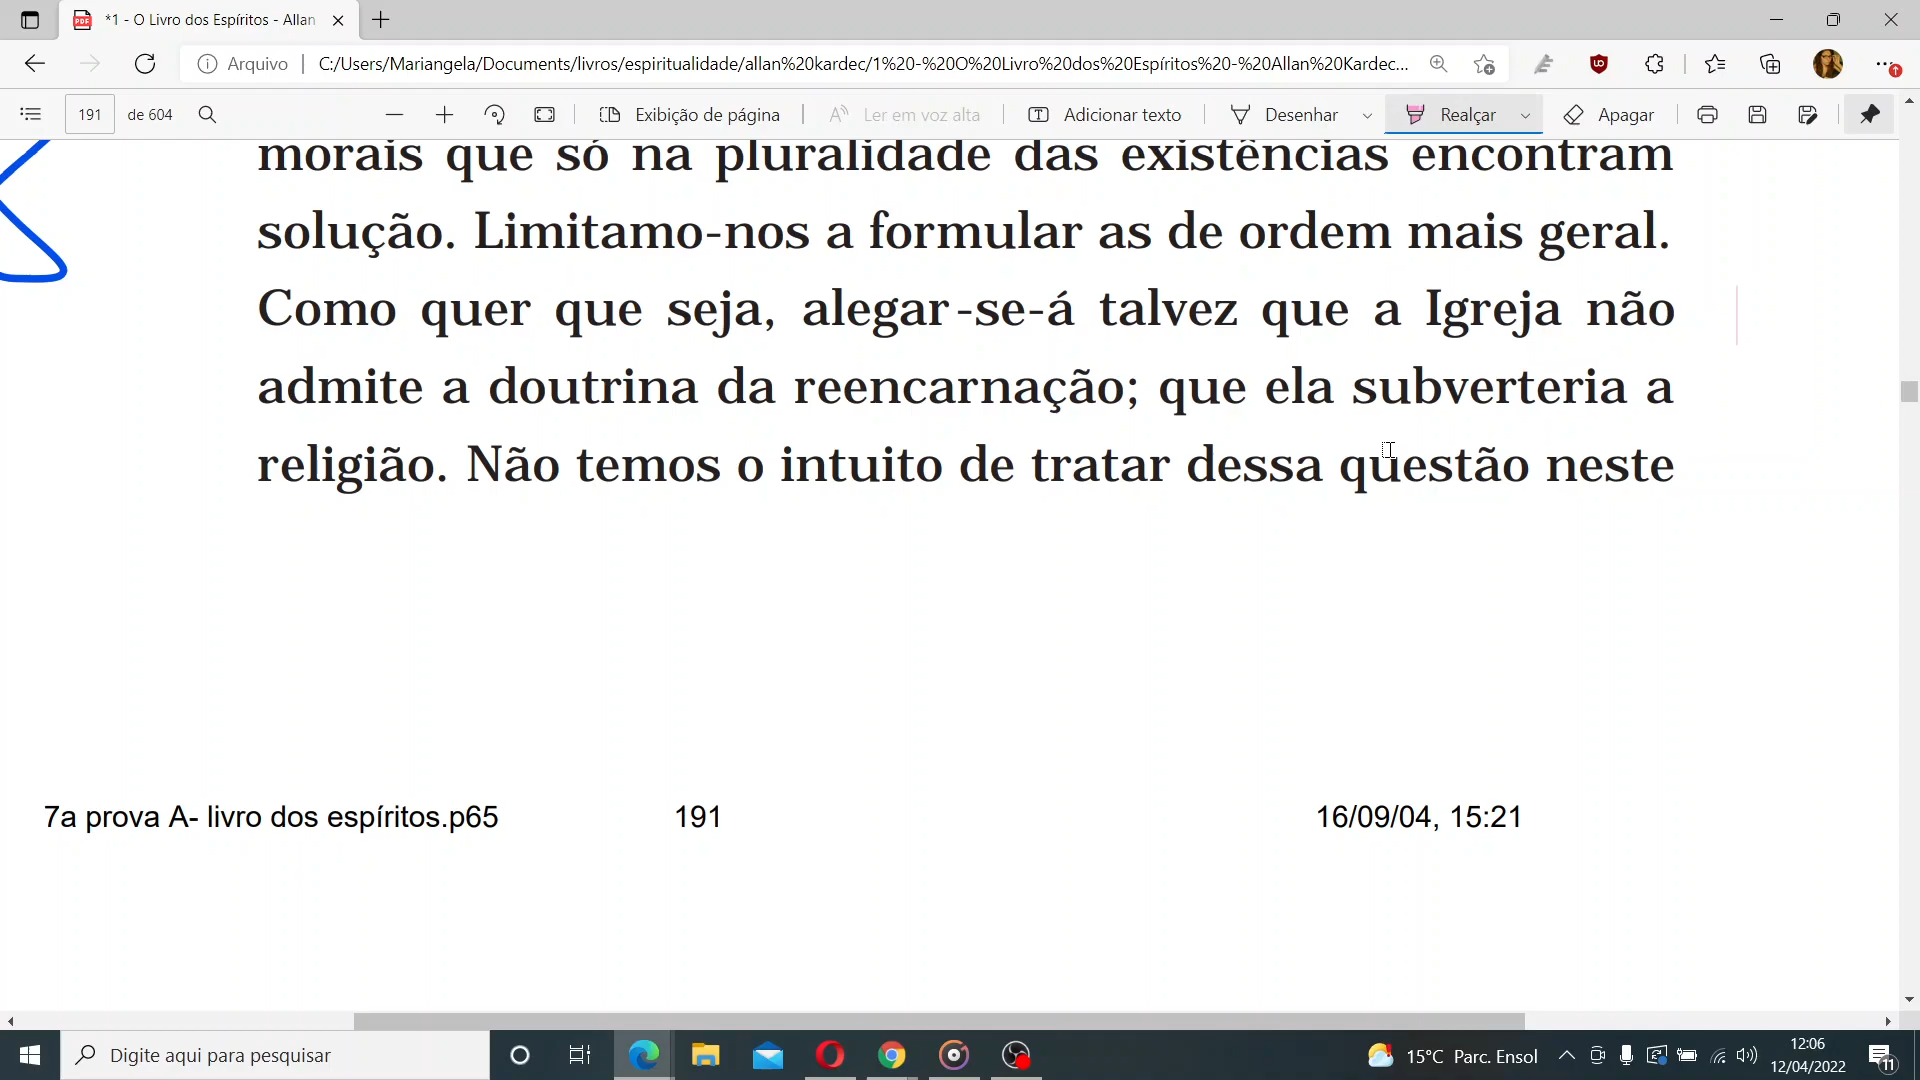 *1 - O Livro dos Espíritos - Allan
Arquivo
C:/Users/Mariangela/Documents/livros/espiritualidade/allan%20kardec/1%20-%20O%20Livro%20dos%20Espíritos%20-%20Allan%20Kardec...
191 de 604
Exibição de página
Ler em voz alta
Adicionar texto
Desenhar
Realçar
Apagar
morais que só na pluralidade das existências encontram
solução. Limitamo-nos a formular as de ordem mais geral.
Como quer que seja, alegar-se-á talvez que a Igreja não
admite a doutrina da reencarnação; que ela subverteria a
religião. Não temos o intuito de tratar dessa questão neste
7a prova A- livro dos espíritos.p65 191 16/09/04, 15:21
Digite aqui para pesquisar
15°C Parc. Ensol
12:06
12/04/2022
11